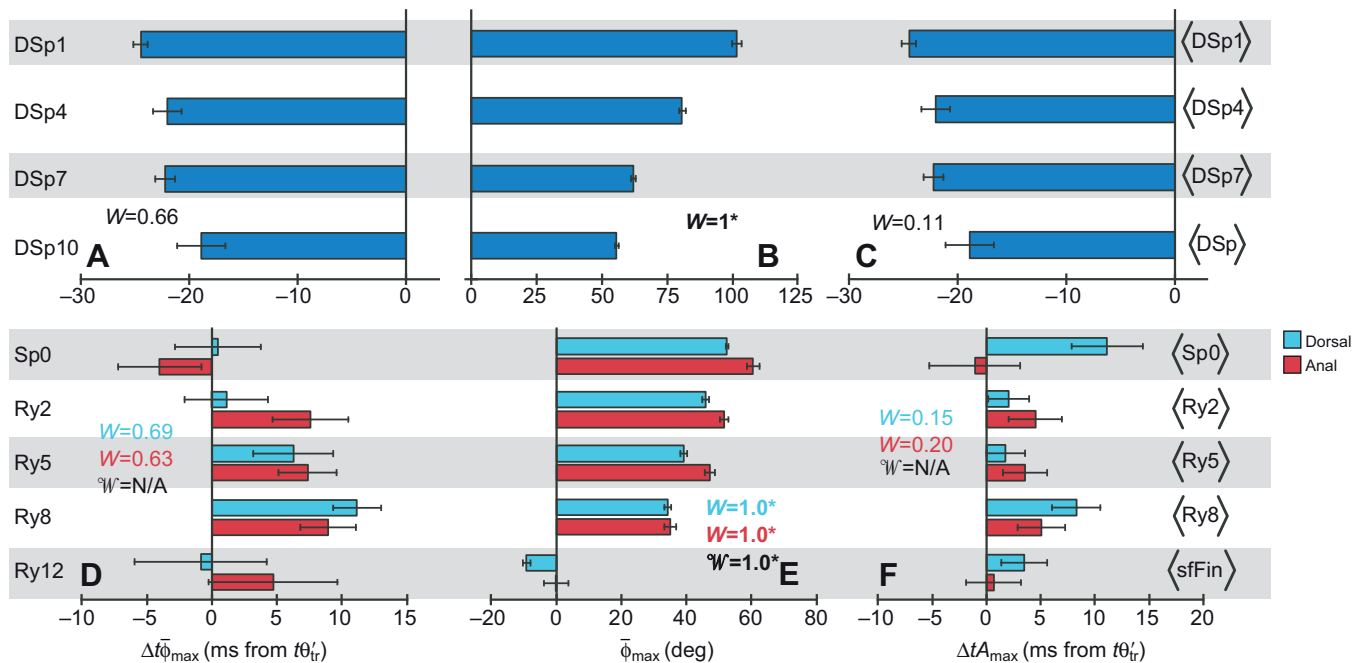 DSp1
⟨DSp1⟩
DSp4
⟨DSp4⟩
DSp7
⟨DSp7⟩
W=0.66
W=1*
W=0.11
DSp10
A
B
C
⟨DSp⟩
–30 –20 –10 0
0 25 50 75 100 125
–30 –20 –10 0
Sp0
⟨Sp0⟩
Dorsal
Anal
Ry2
⟨Ry2⟩
W=0.69
W=0.63
𝒲=N/A
W=0.15
W=0.20
𝒲=N/A
Ry5
⟨Ry5⟩
Ry8
⟨Ry8⟩
W=1.0*
W=1.0*
𝒲=1.0*
Ry12
D
E
F
⟨sfFin⟩
–10 –5 0 5 10 15
–20 0 20 40 60 80
–10 –5 0 5 10 15 20
Δtϕ̅max (ms from tθ′tr)
ϕ̅max (deg)
ΔtAmax (ms from tθ′tr)